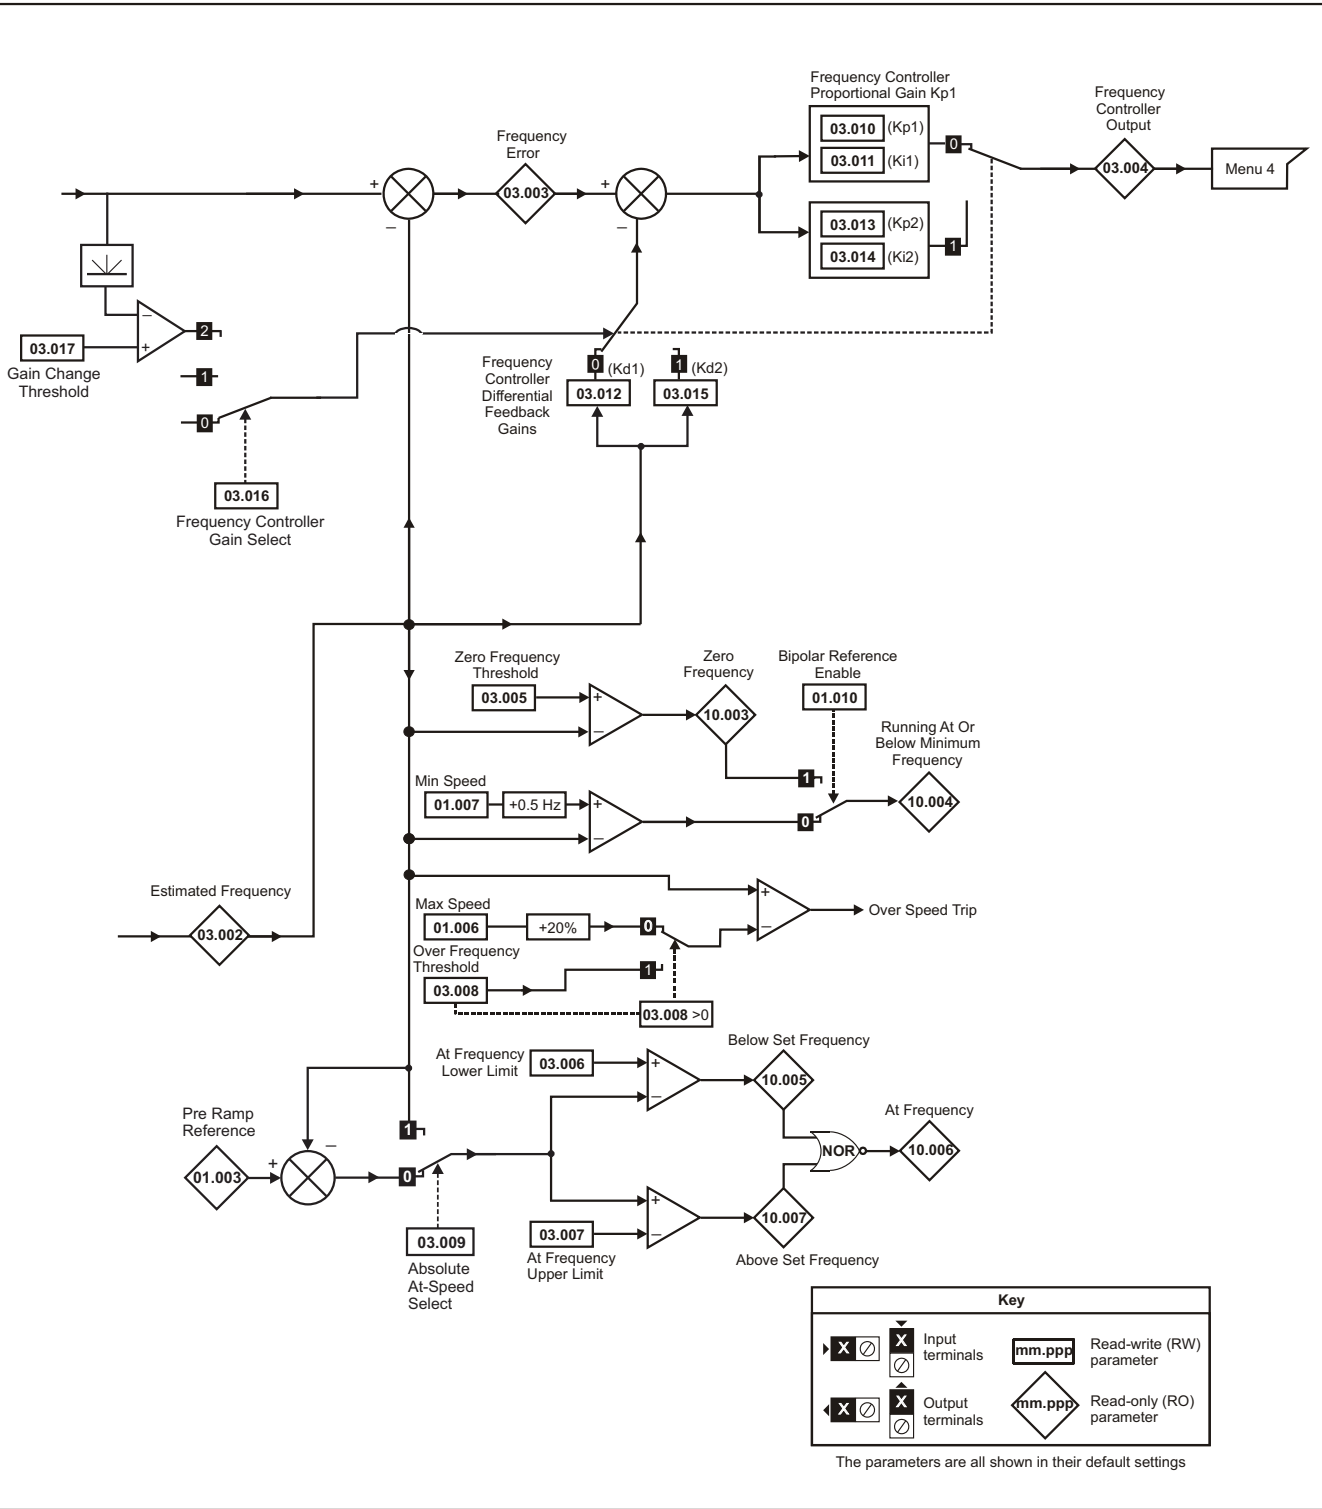 Frequency Controller
Proportional Gain Kp1
03.010 (Kp1)
03.011 (Ki1)
0
Frequency
Controller
Output
03.004
Menu 4
Frequency
Error
+
03.003
+
–
–
03.013 (Kp2)
03.014 (Ki2)
1
–
+
2
03.017
Gain Change
Threshold
1
0
03.016
Frequency Controller
Gain Select
Frequency
Controller
Differential
Feedback
Gains
0 (Kd1)
03.012
1 (Kd2)
03.015
Zero Frequency
Threshold
03.005
+
–
Zero
Frequency
10.003
Bipolar Reference
Enable
01.010
Running At Or
Below Minimum
Frequency
10.004
1
Min Speed
01.007
+0.5 Hz
+
–
0
Estimated Frequency
03.002
Max Speed
01.006
+20%
0
+
–
Over Speed Trip
Over Frequency
Threshold
03.008
1
03.008 >0
At Frequency
Lower Limit
03.006
+
–
Below Set Frequency
10.005
Pre Ramp
Reference
01.003
+
–
1
0
NOR
At Frequency
10.006
03.009
Absolute
At-Speed
Select
+
–
03.007
At Frequency
Upper Limit
10.007
Above Set Frequency
Key
X
X
Input
terminals
mm.ppp
Read-write (RW)
parameter
X
X
Output
terminals
mm.ppp
Read-only (RO)
parameter
The parameters are all shown in their default settings